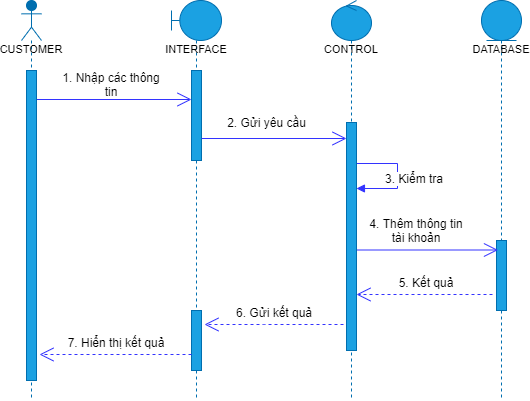 CUSTOMER
INTERFACE
CONTROL
DATABASE
1. Nhập các thông
tin
2. Gửi yêu cầu
3. Kiểm tra
4. Thêm thông tin
tài khoản
5. Kết quả
6. Gửi kết quả
7. Hiển thị kết quả